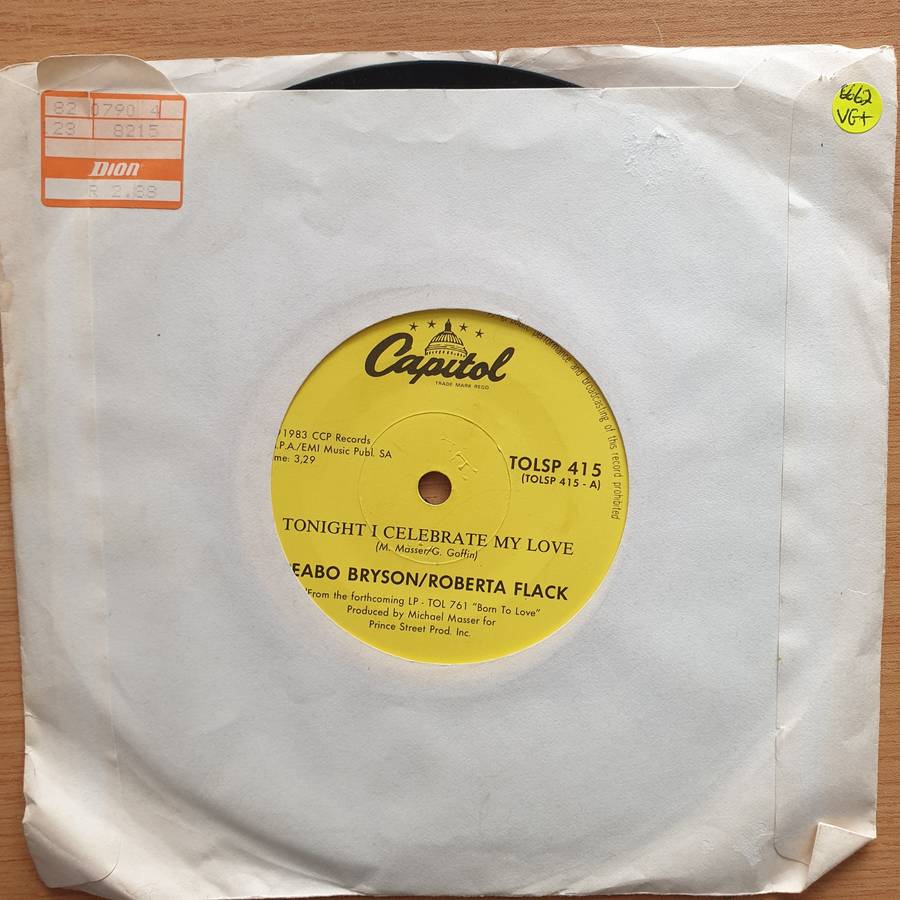 82 0790 4
23 8215
Dion
R 2.88
VG+
Capitol
TRADE MARK REGD
1983 CCP Records
.P.A./EMI Music Publ. SA
me: 3,29
TOLSP 415
(TOLSP 415 - A)
performance and broadcasting of this record prohibited
TONIGHT I CELEBRATE MY LOVE
(M. Masser/G. Goffin)
EABO BRYSON/ROBERTA FLACK
From the forthcoming LP - TOL 761 "Born To Love"
Produced by Michael Masser for
Prince Street Prod. Inc.